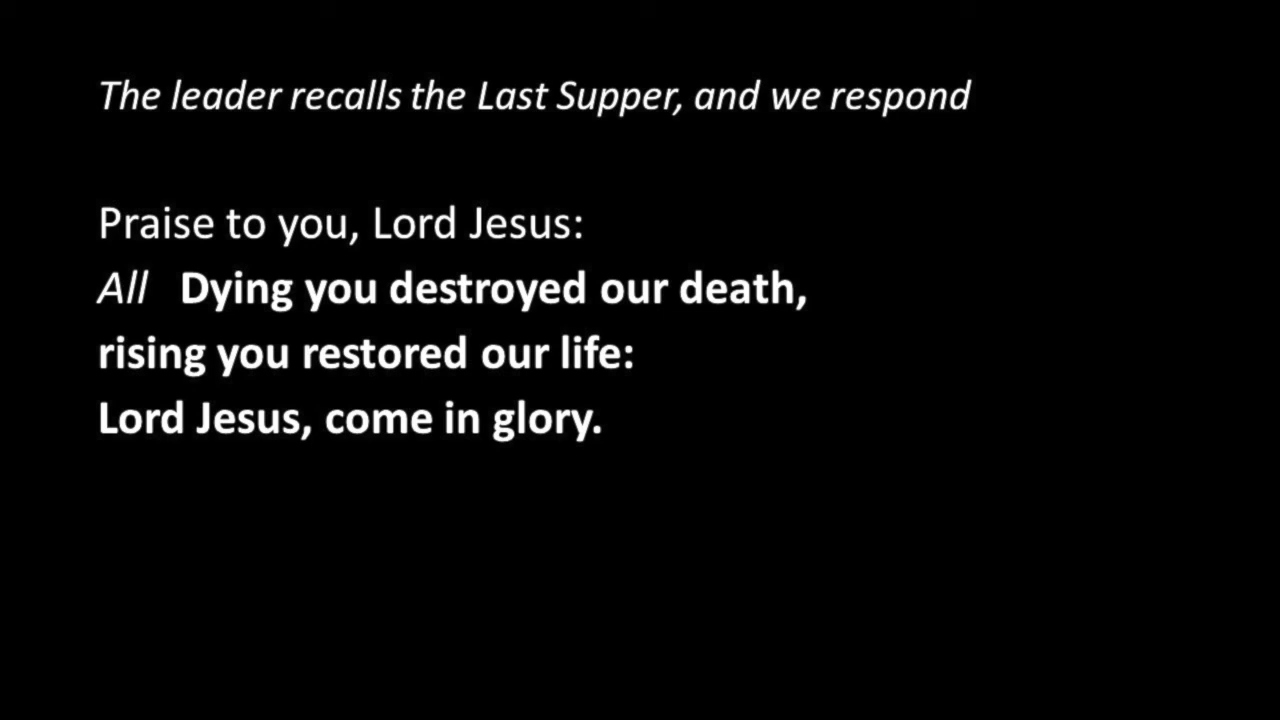 The leader recalls the Last Supper, and we respond
Praise to you, Lord Jesus:
All Dying you destroyed our death,
rising you restored our life:
Lord Jesus, come in glory.